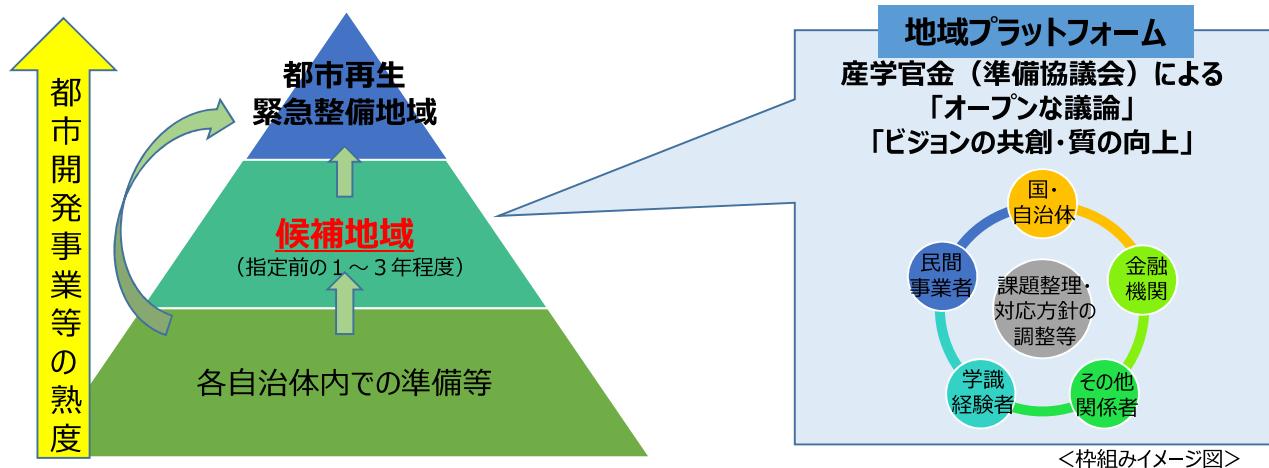 都市開発事業等の熟度
都市再生
緊急整備地域
候補地域
（指定前の１～３年程度）
各自治体内での準備等
地域プラットフォーム
産学官金（準備協議会）による
「オープンな議論」
「ビジョンの共創・質の向上」
国・
自治体
民間
事業者
金融
機関
課題整理・
対応方針の
調整等
学識
経験者
その他
関係者
＜枠組みイメージ図＞